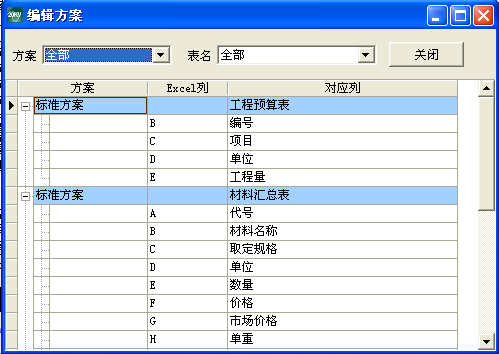 20KV 编辑方案
方案 全部 表名 全部 关闭
方案 Excel列 对应列
标准方案 工程预算表
B 编号
C 项目
D 单位
E 工程量
标准方案 材料汇总表
A 代号
B 材料名称
C 取定规格
D 单位
E 数量
F 价格
G 市场价格
H 单重